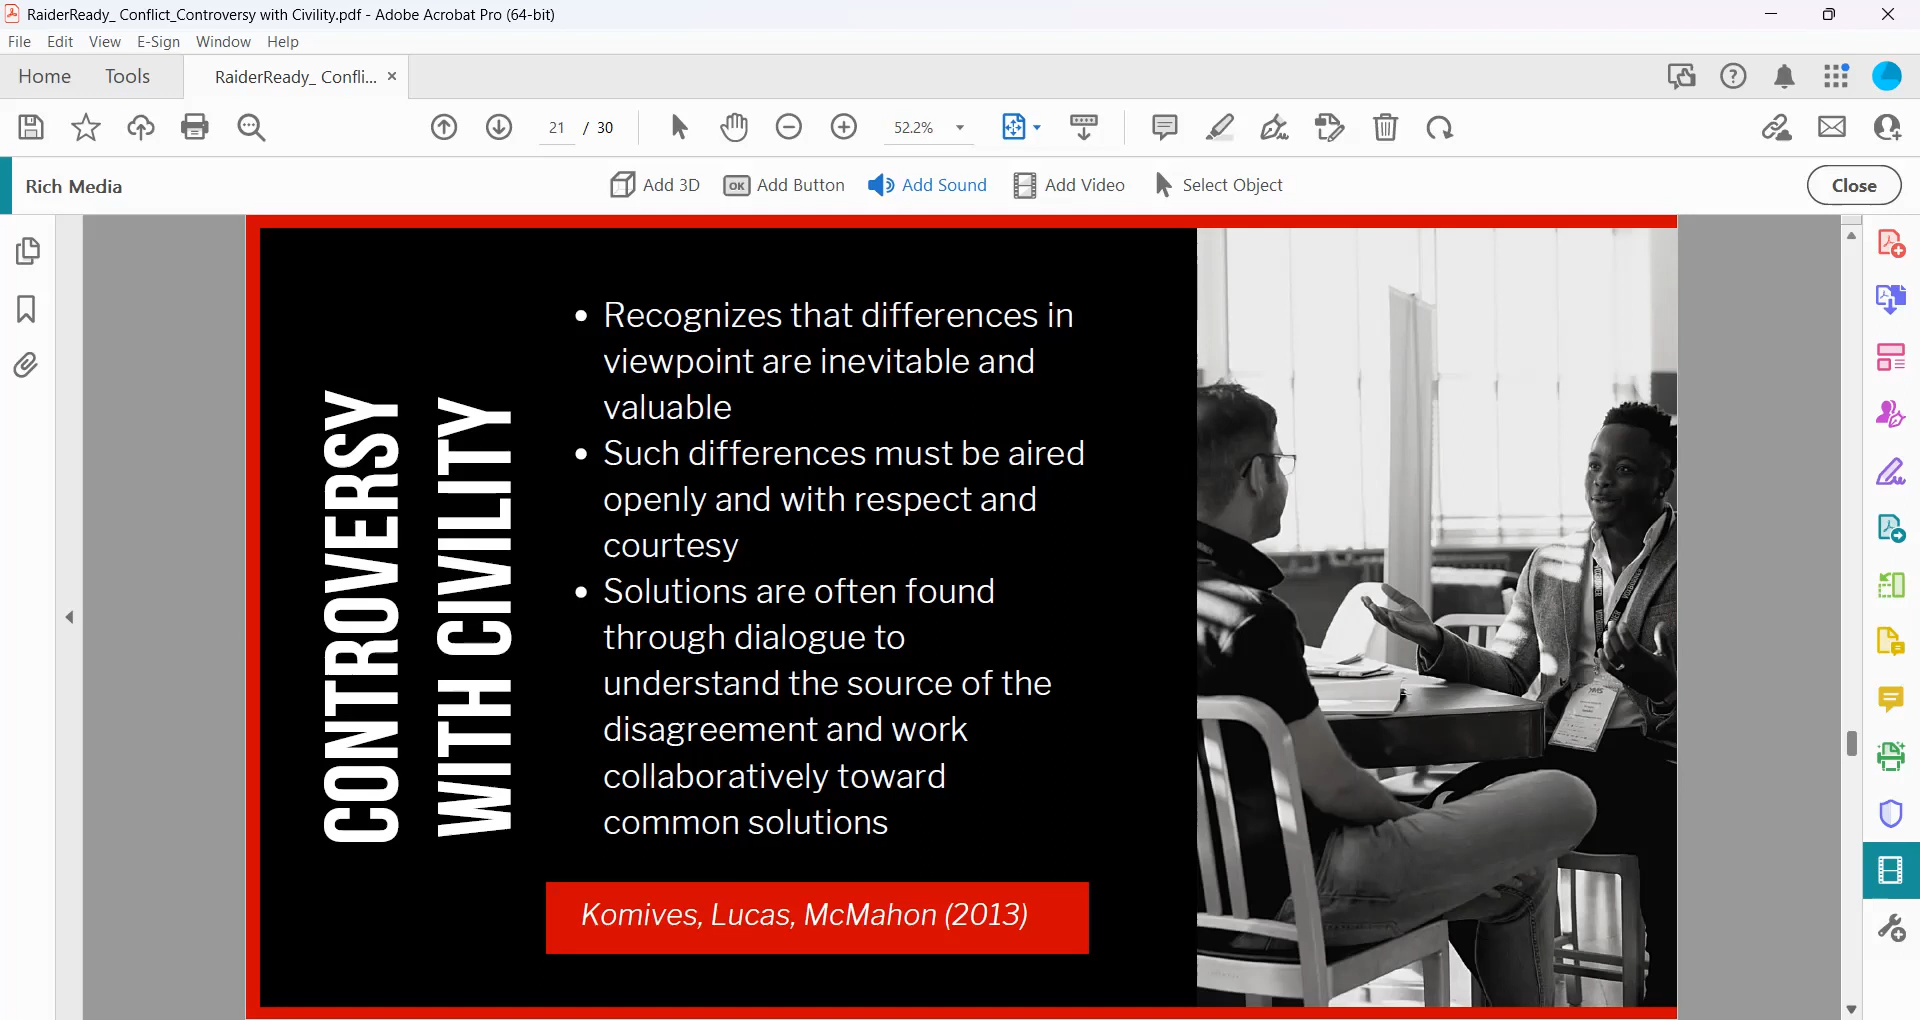 RaiderReady_ Conflict_Controversy with Civility.pdf - Adobe Acrobat Pro (64-bit)
File Edit View E-Sign Window Help
Home Tools RaiderReady_ Confli... ×
21 / 30 52.2%
Rich Media Add 3D OK Add Button Add Sound Add Video Select Object Close
CONTROVERSY
WITH CIVILITY
• Recognizes that differences in
viewpoint are inevitable and
valuable
• Such differences must be aired
openly and with respect and
courtesy
• Solutions are often found
through dialogue to
understand the source of the
disagreement and work
collaboratively toward
common solutions
Komives, Lucas, McMahon (2013)